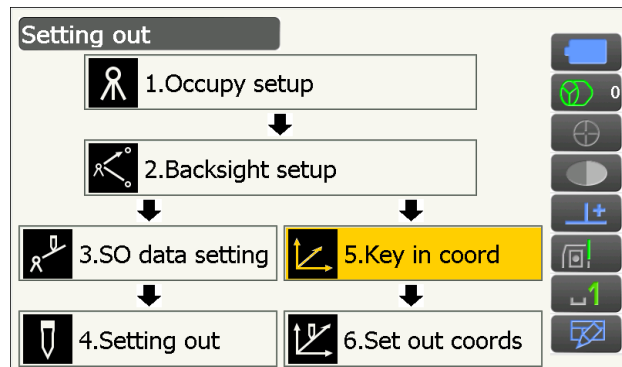 Setting out
1.Occupy setup
0
2.Backsight setup
3.SO data setting
5.Key in coord
1
4.Setting out
6.Set out coords